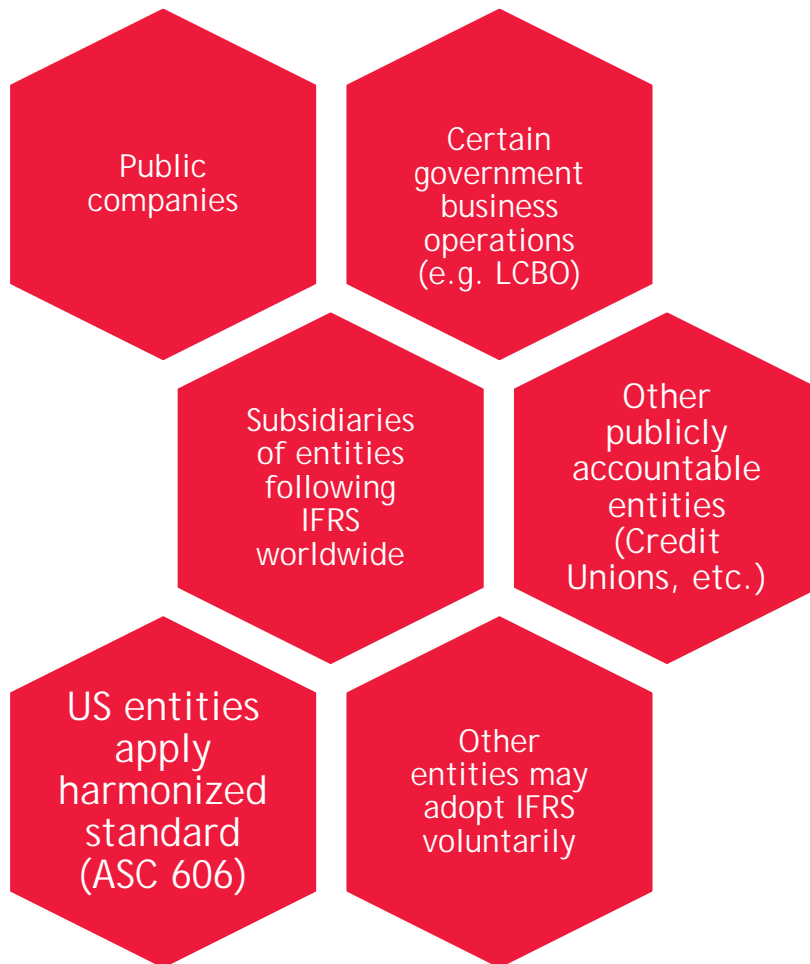 Public
companies
Certain
government
business
operations
(e.g. LCBO)
Subsidiaries
of entities
following
IFRS
worldwide
Other
publicly
accountable
entities
(Credit
Unions, etc.)
US entities
apply
harmonized
standard
(ASC 606)
Other
entities may
adopt IFRS
voluntarily